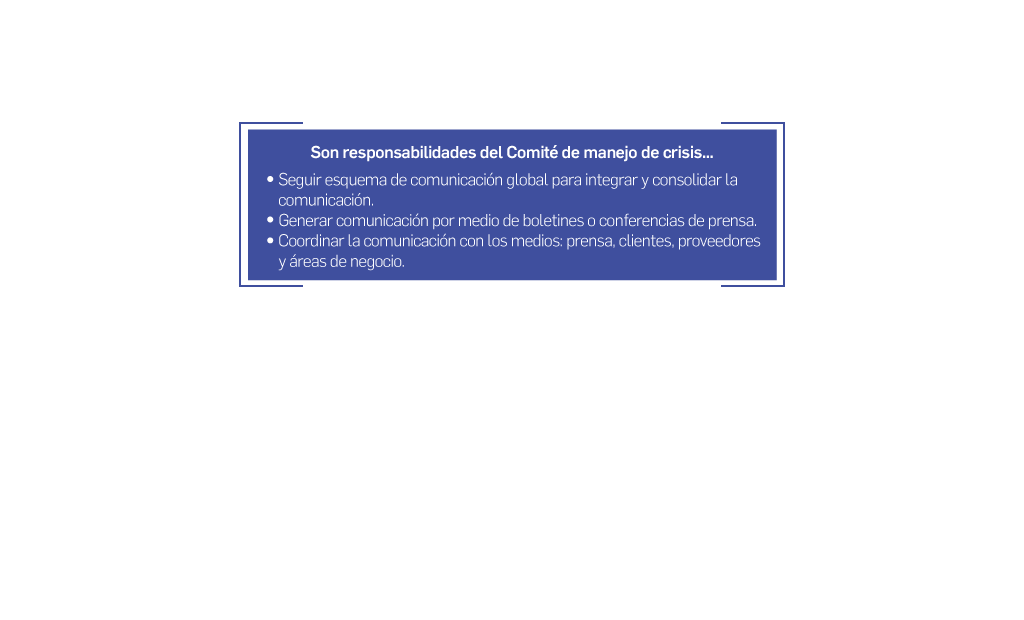 Son responsabilidades del Comité de manejo de crisis...
• Seguir esquema de comunicación global para integrar y consolidar la
comunicación.
• Generar comunicación por medio de boletines o conferencias de prensa.
• Coordinar la comunicación con los medios: prensa, clientes, proveedores
y áreas de negocio.